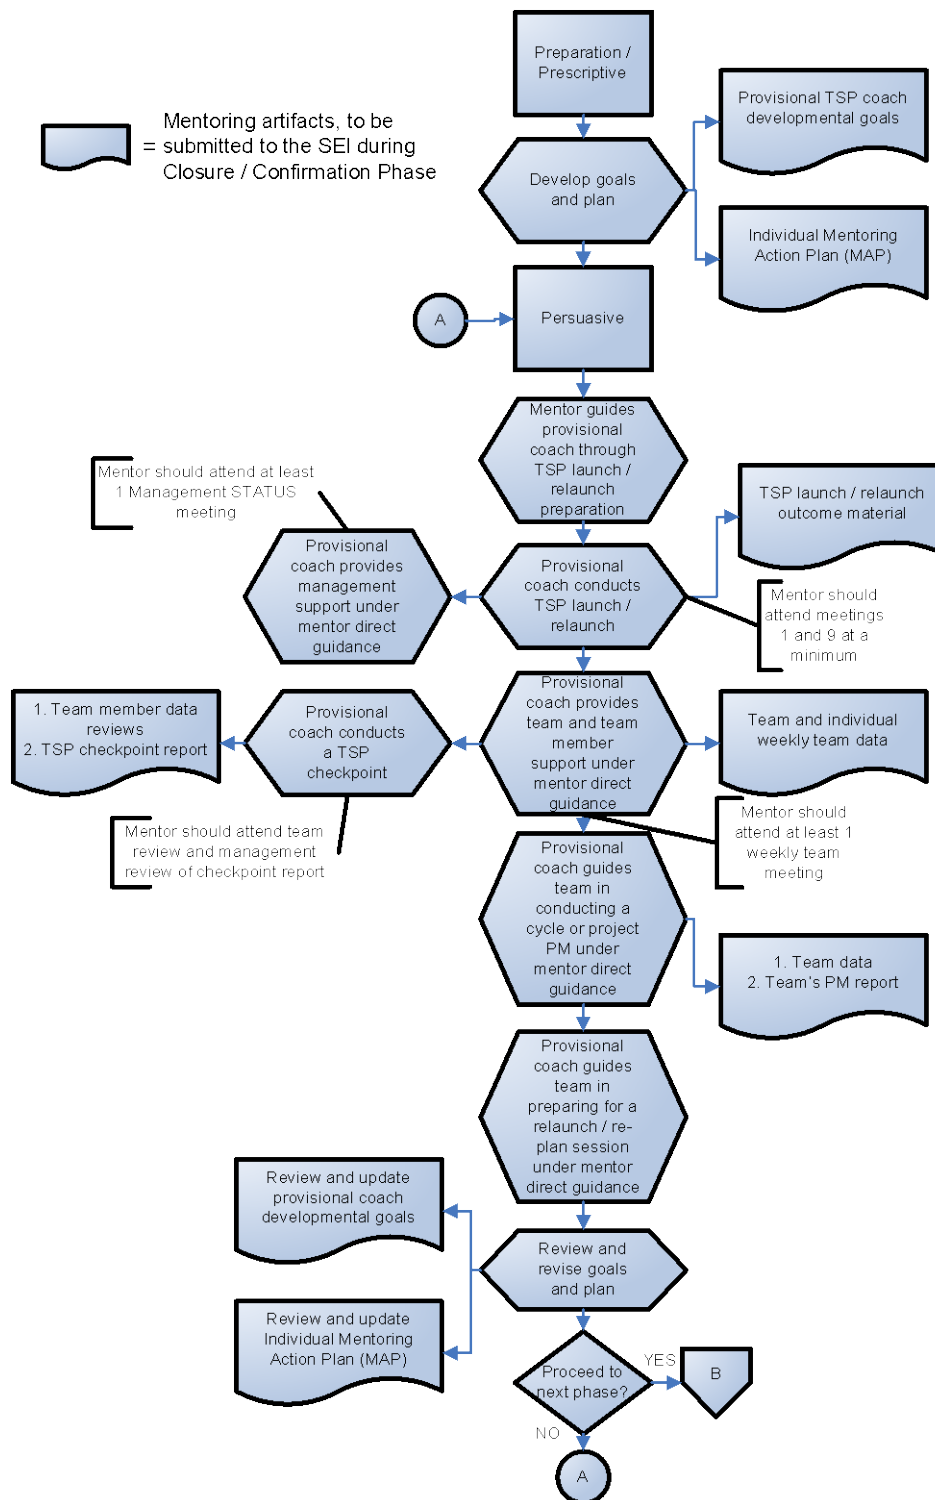 Preparation /
Prescriptive
Provisional TSP coach
developmental goals
Mentoring artifacts, to be
= submitted to the SEI during
Closure / Confirmation Phase
Develop goals
and plan
Individual Mentoring
Action Plan (MAP)
A
Persuasive
Mentor guides
provisional
coach through
TSP launch /
relaunch
preparation
Mentor should attend at least
1 Management STATUS
meeting
TSP launch / relaunch
outcome material
Provisional
coach provides
management
support under
mentor direct
guidance
Provisional
coach conducts
TSP launch /
relaunch
Mentor should
attend meetings
1 and 9 at a
minimum
1. Team member data
reviews
2. TSP checkpoint report
Provisional
coach conducts
a TSP
checkpoint
Provisional
coach provides
team and team
member
support under
mentor direct
guidance
Team and individual
weekly team data
Mentor should attend team
review and management
review of checkpoint report
Mentor should
attend at least 1
weekly team
meeting
Provisional
coach guides
team in
conducting a
cycle or project
PM under
mentor direct
guidance
1. Team data
2. Team's PM report
Provisional
coach guides
team in
preparing for a
relaunch / re-
plan session
under mentor
direct guidance
Review and update
provisional coach
developmental goals
Review and
revise goals
and plan
Review and update
Individual Mentoring
Action Plan (MAP)
Proceed to
next phase?
YES
B
NO
A